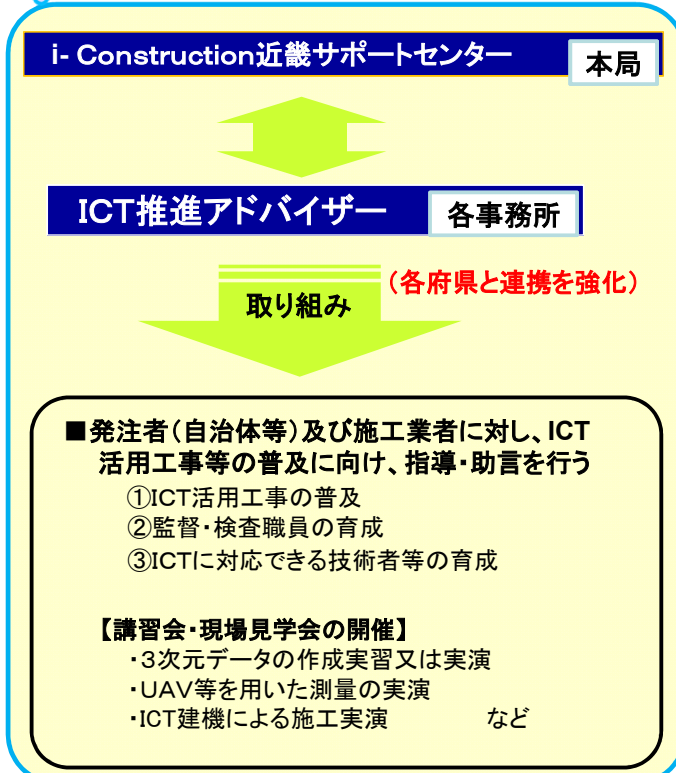 i- Construction近畿サポートセンター 本局
ICT推進アドバイザー 各事務所
(各府県と連携を強化)
取り組み
■発注者(自治体等)及び施工業者に対し、ICT
活用工事等の普及に向け、指導・助言を行う
①ICT活用工事の普及
②監督・検査職員の育成
③ICTに対応できる技術者等の育成
【講習会・現場見学会の開催】
・3次元データの作成実習又は実演
・UAV等を用いた測量の実演
・ICT建機による施工実演 など